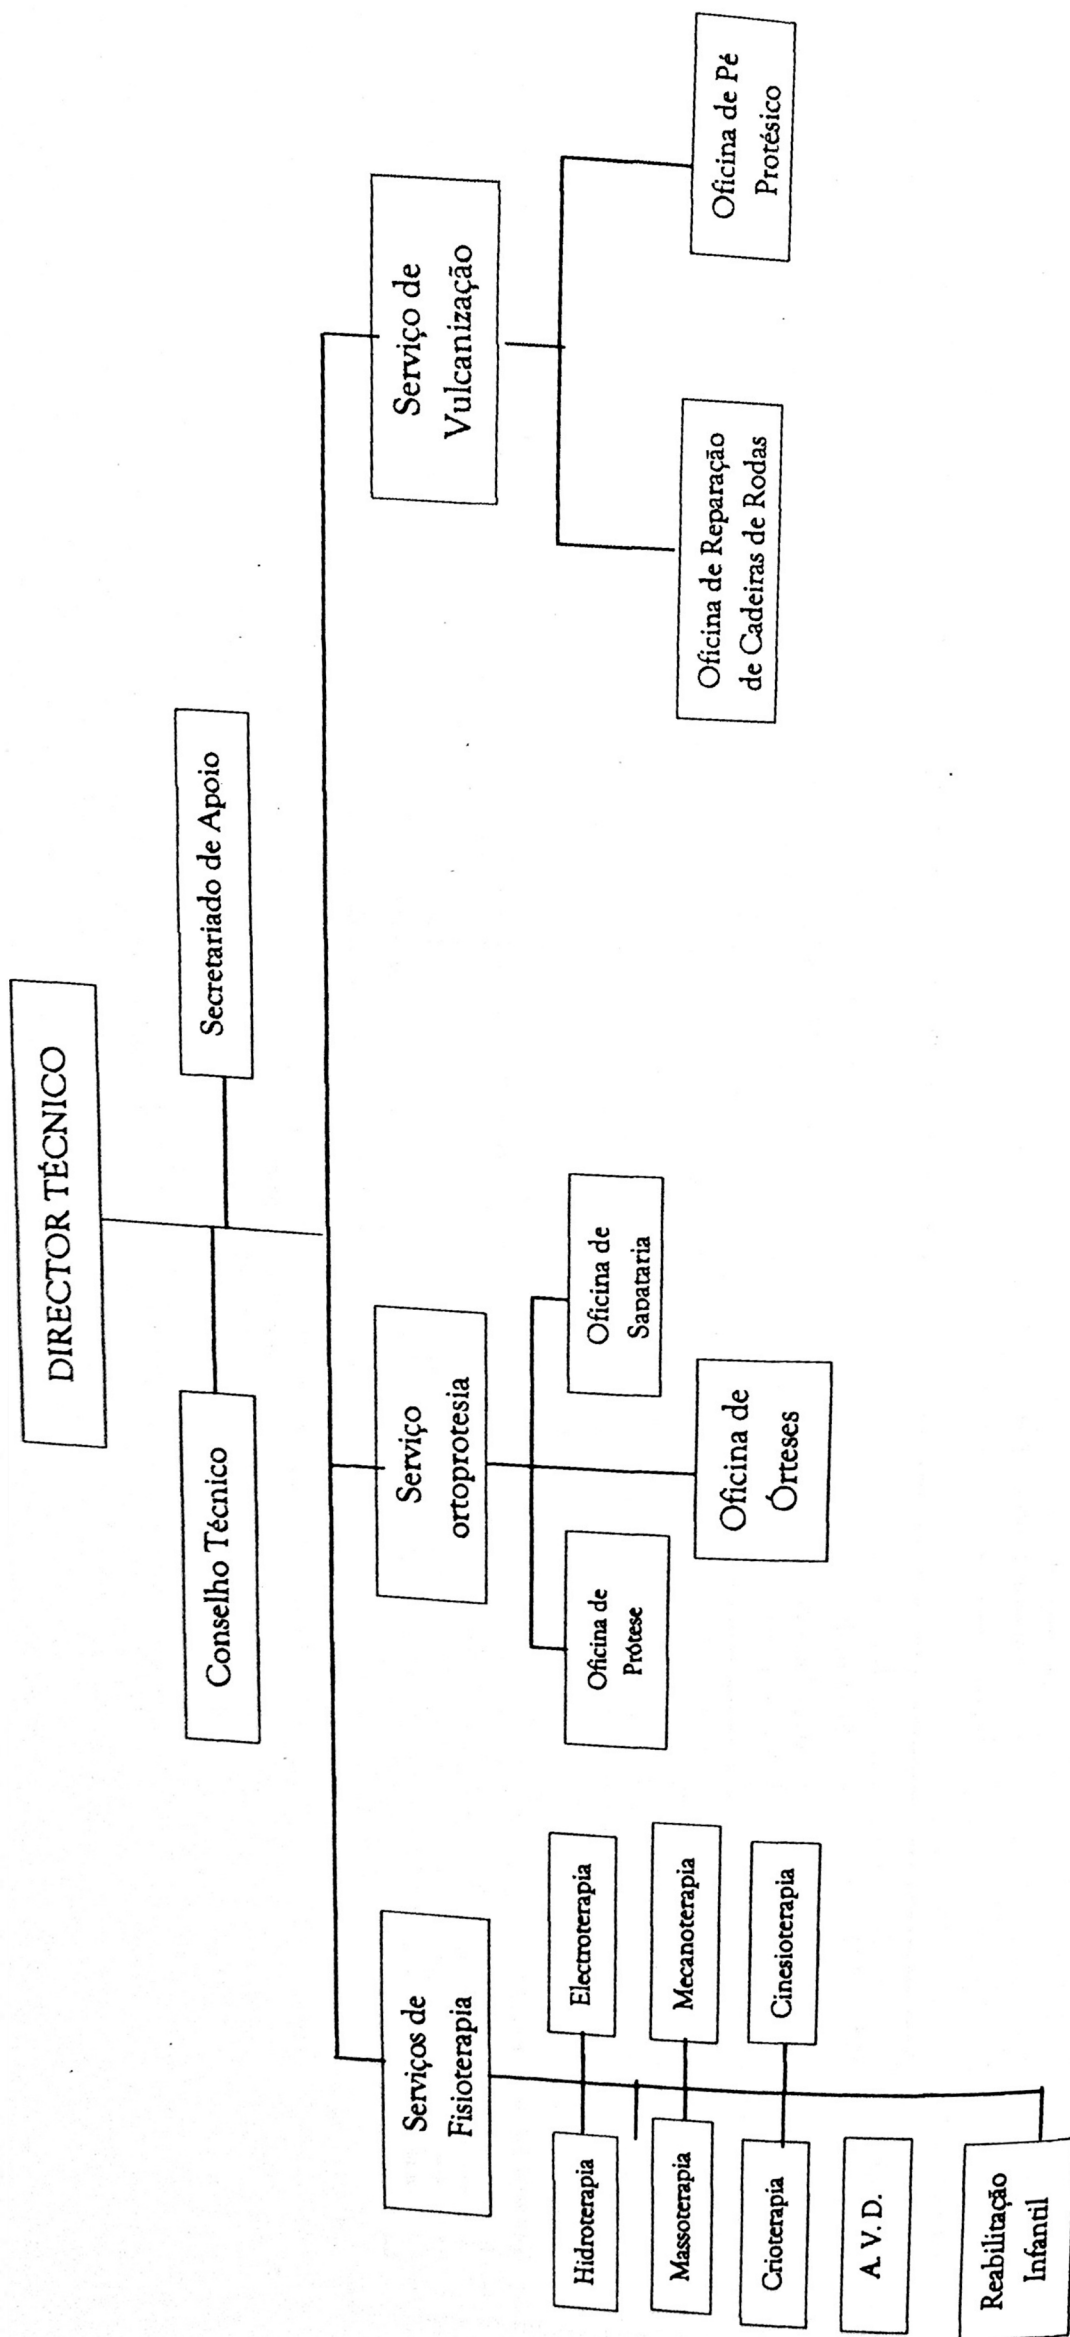 DIRECTOR TÉCNICO
Conselho Técnico
Secretariado de Apoio
Serviços de
Fisioterapia
Serviço
ortoprotesia
Serviço de
Vulcanização
Hidroterapia
Electroterapia
Massoterapia
Mecanoterapia
Crioterapia
Cinesioterapia
A. V. D.
Reabilitação
Infantil
Oficina de
Prótese
Oficina de
Órteses
Oficina de
Sapataria
Oficina de Reparação
de Cadeiras de Rodas
Oficina de Pé
Protésico